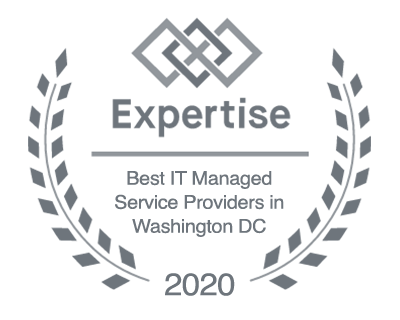 Expertise
Best IT Managed
Service Providers in
Washington DC
2020